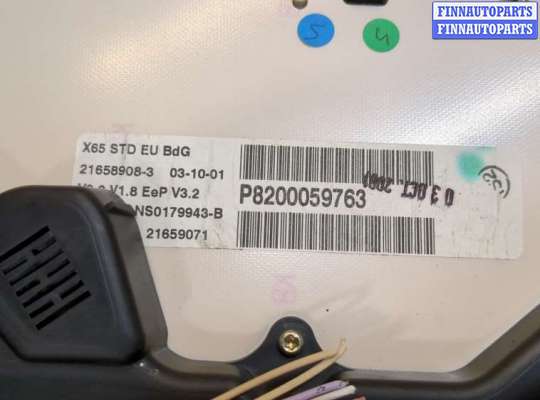 FINNAUTOPARTS
FINNAUTOPARTS
5
4
X65 STD EU BdG
21658908-3 03-10-01
V1.8 EeP V3.2
NS0179943-B
21659071
P8200059763
03 OCT. 2001